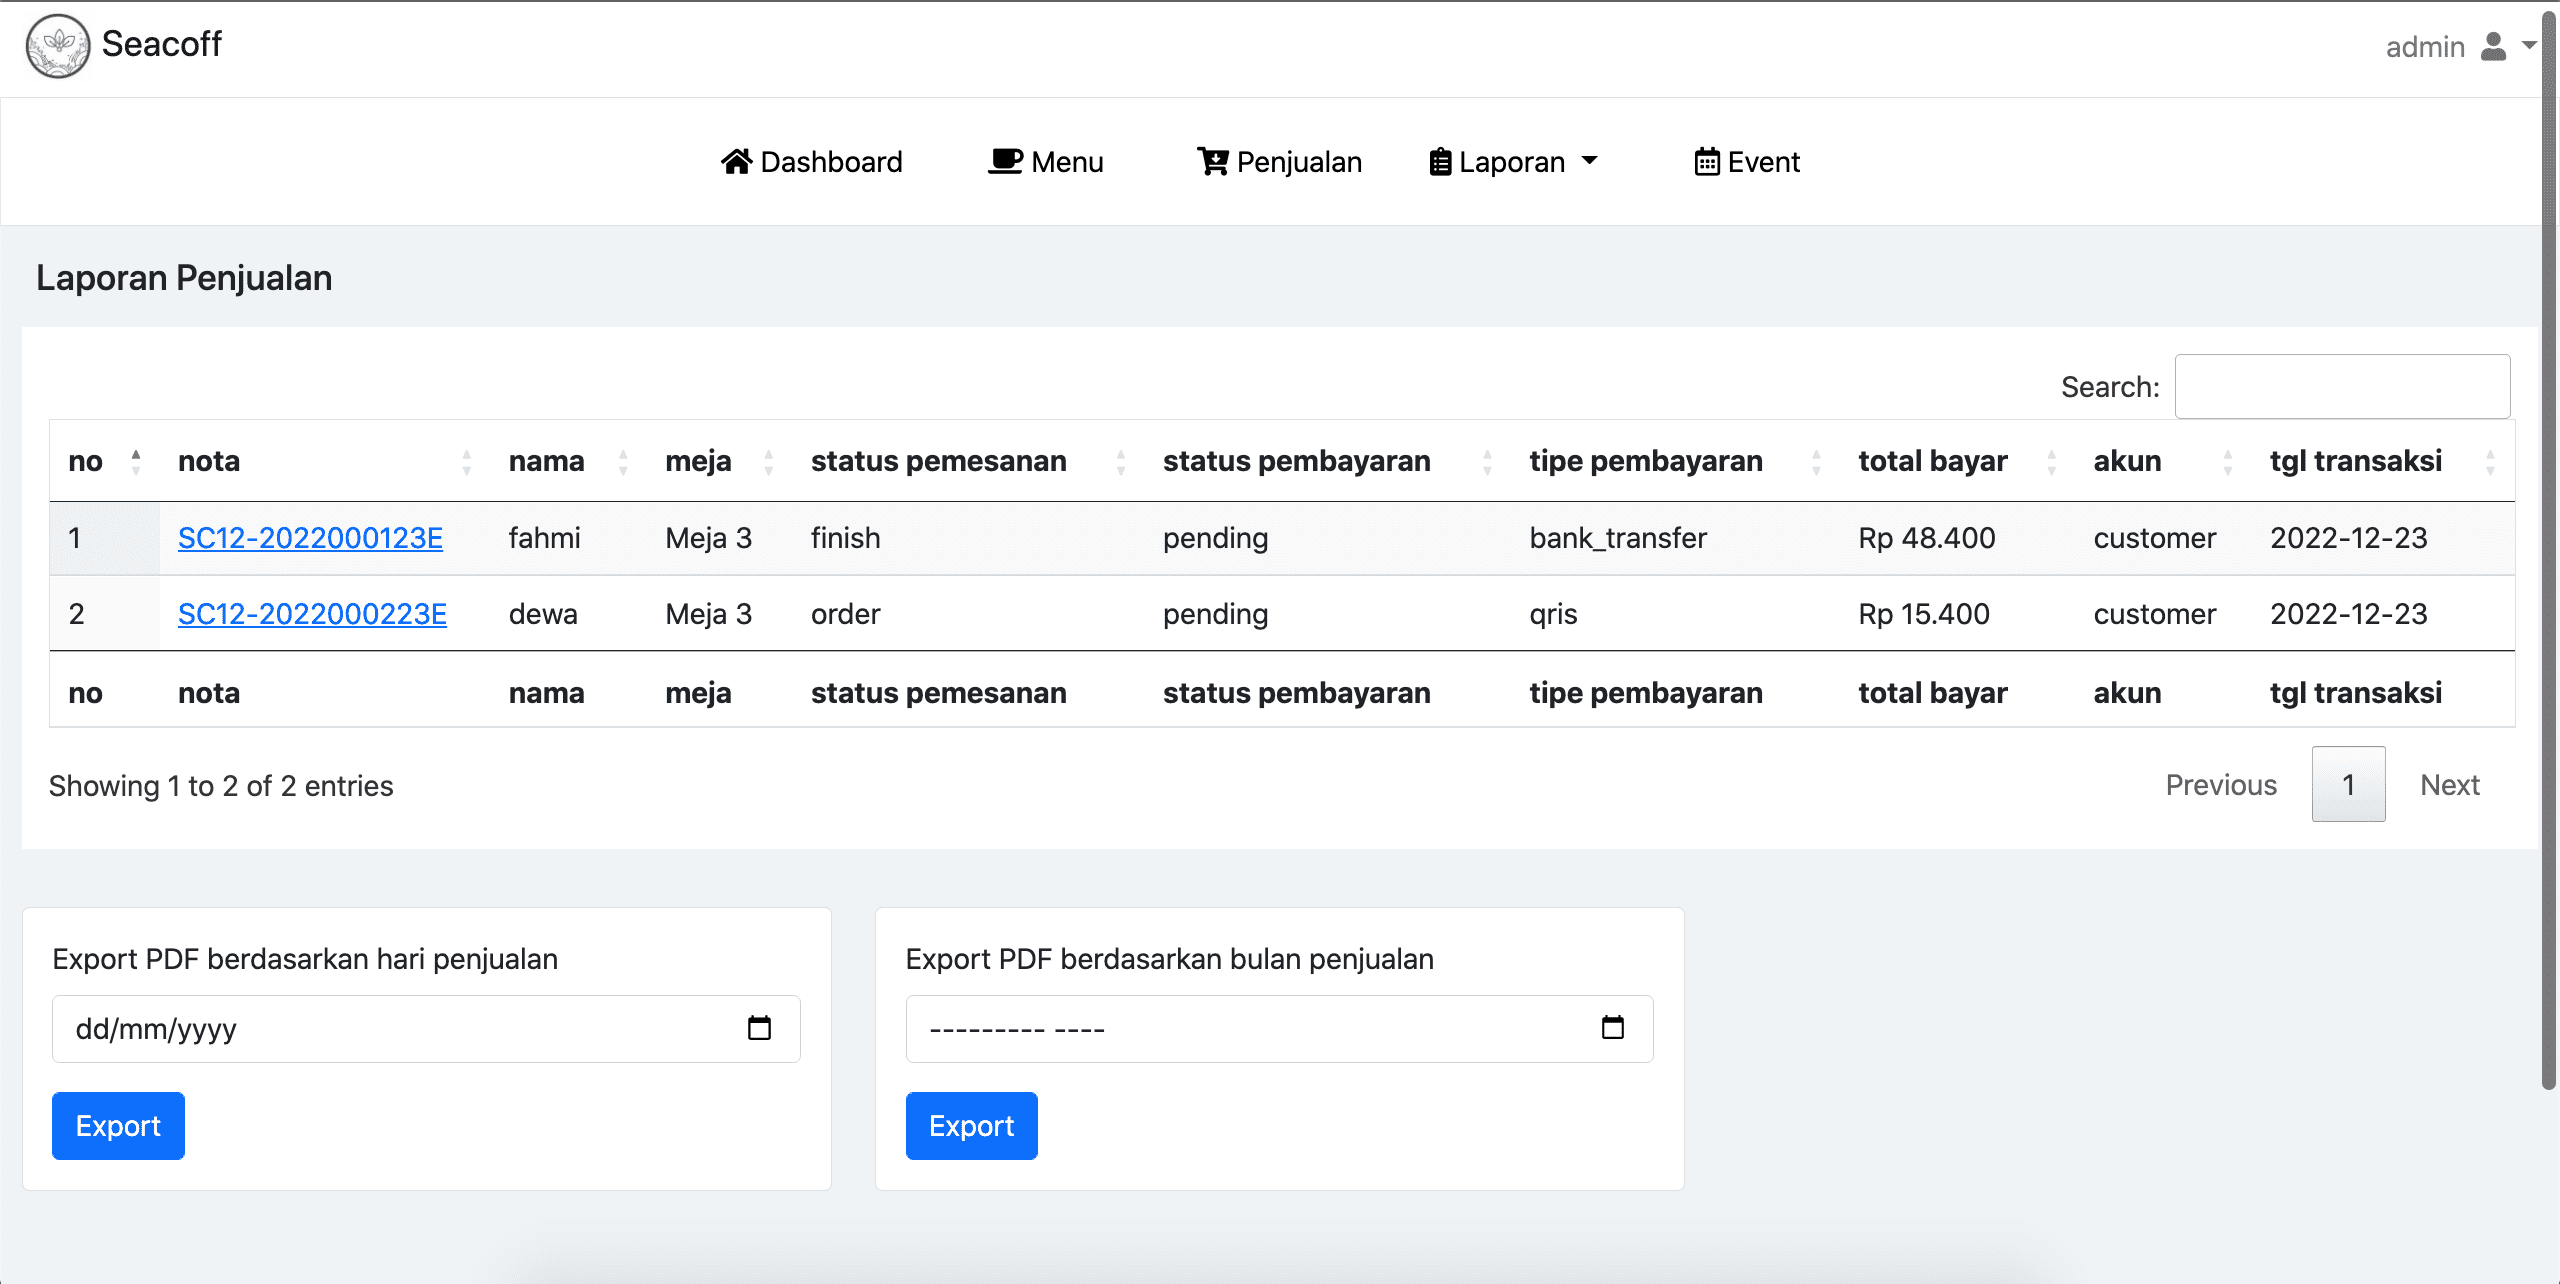 Seacoff
admin
Dashboard Menu Penjualan Laporan Event
Laporan Penjualan
Search:
no nota nama meja status pemesanan status pembayaran tipe pembayaran total bayar akun tgl transaksi
1 SC12-2022000123E fahmi Meja 3 finish pending bank_transfer Rp 48.400 customer 2022-12-23
2 SC12-2022000223E dewa Meja 3 order pending qris Rp 15.400 customer 2022-12-23
no nota nama meja status pemesanan status pembayaran tipe pembayaran total bayar akun tgl transaksi
Showing 1 to 2 of 2 entries
Previous 1 Next
Export PDF berdasarkan hari penjualan
dd/mm/yyyy
Export
Export PDF berdasarkan bulan penjualan
--------- ----
Export